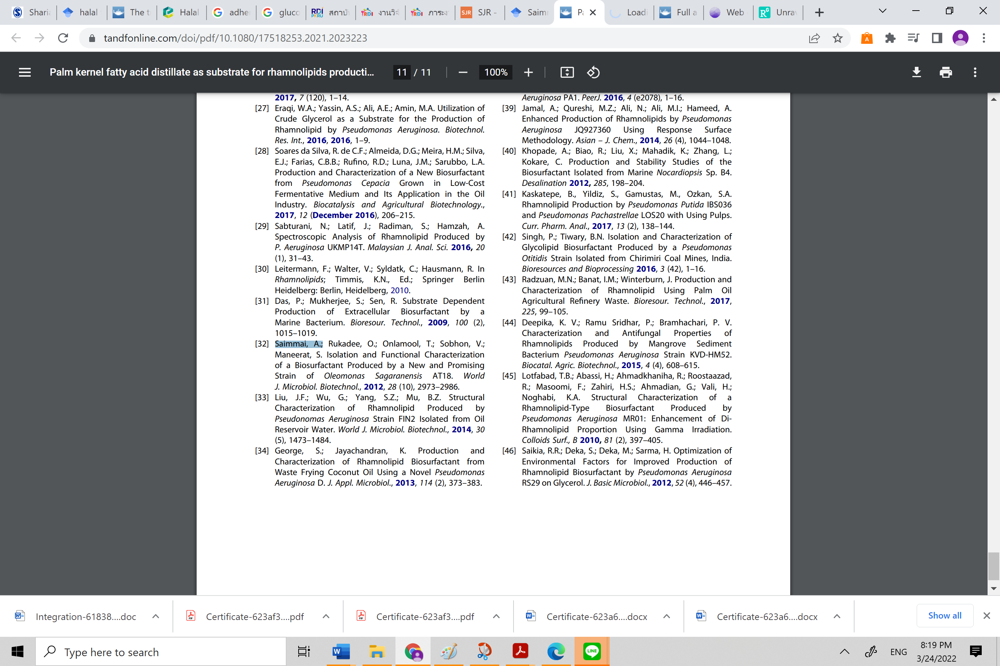 Sharia
halal
The t
Halal
adhe
gluco
สถาบั
งานวิจั
ภาระง
SJR -
Saim
Pa
Loadi
Full a
Web
Unra
tandfonline.com/doi/pdf/10.1080/17518253.2021.2023223
Palm kernel fatty acid distillate as substrate for rhamnolipids producti...
11 / 11
100%
2017, 7 (120), 1–14.
[27] Eraqi, W.A.; Yassin, A.S.; Ali, A.E.; Amin, M.A. Utilization of
Crude Glycerol as a Substrate for the Production of
Rhamnolipid by Pseudomonas Aeruginosa. Biotechnol.
Res. Int., 2016, 2016, 1–9.
[28] Soares da Silva, R. de C.F.; Almeida, D.G.; Meira, H.M.; Silva,
E.J.; Farias, C.B.B.; Rufino, R.D.; Luna, J.M.; Sarubbo, L.A.
Production and Characterization of a New Biosurfactant
from Pseudomonas Cepacia Grown in Low-Cost
Fermentative Medium and Its Application in the Oil
Industry. Biocatalysis and Agricultural Biotechnology.,
2017, 12 (December 2016), 206–215.
[29] Sabturani, N.; Latif, J.; Radiman, S.; Hamzah, A.
Spectroscopic Analysis of Rhamnolipid Produced by
P. Aeruginosa UKMP14T. Malaysian J. Anal. Sci. 2016, 20
(1), 31–43.
[30] Leitermann, F.; Walter, V.; Syldatk, C.; Hausmann, R. In
Rhamnolipids; Timmis, K.N., Ed.; Springer Berlin
Heidelberg: Berlin, Heidelberg, 2010.
[31] Das, P.; Mukherjee, S.; Sen, R. Substrate Dependent
Production of Extracellular Biosurfactant by a
Marine Bacterium. Bioresour. Technol., 2009, 100 (2),
1015–1019.
[32] Saimmai, A.; Rukadee, O.; Onlamool, T.; Sobhon, V.;
Maneerat, S. Isolation and Functional Characterization
of a Biosurfactant Produced by a New and Promising
Strain of Oleomonas Sagaranensis AT18. World
J. Microbiol. Biotechnol., 2012, 28 (10), 2973–2986.
[33] Liu, J.F.; Wu, G.; Yang, S.Z.; Mu, B.Z. Structural
Characterization of Rhamnolipid Produced by
Pseudonomas Aeruginosa Strain FIN2 Isolated from Oil
Reservoir Water. World J. Microbiol. Biotechnol., 2014, 30
(5), 1473–1484.
[34] George, S.; Jayachandran, K. Production and
Characterization of Rhamnolipid Biosurfactant from
Waste Frying Coconut Oil Using a Novel Pseudomonas
Aeruginosa D. J. Appl. Microbiol., 2013, 114 (2), 373–383.
Aeruginosa PA1. PeerJ. 2016, 4 (e2078), 1–16.
[39] Jamal, A.; Qureshi, M.Z.; Ali, N.; Ali, M.I.; Hameed, A.
Enhanced Production of Rhamnolipids by Pseudomonas
Aeruginosa JQ927360 Using Response Surface
Methodology. Asian – J. Chem., 2014, 26 (4), 1044–1048.
[40] Khopade, A.; Biao, R.; Liu, X.; Mahadik, K.; Zhang, L.;
Kokare, C. Production and Stability Studies of the
Biosurfactant Isolated from Marine Nocardiopsis Sp. B4.
Desalination 2012, 285, 198–204.
[41] Kaskatepe, B., Yildiz, S., Gamustas, M., Ozkan, S.A.
Rhamnolipid Production by Pseudomonas Putida IBS036
and Pseudomonas Pachastrellae LOS20 with Using Pulps.
Curr. Pharm. Anal., 2017, 13 (2), 138–144.
[42] Singh, P.; Tiwary, B.N. Isolation and Characterization of
Glycolipid Biosurfactant Produced by a Pseudomonas
Otitidis Strain Isolated from Chirimiri Coal Mines, India.
Bioresources and Bioprocessing 2016, 3 (42), 1–16.
[43] Radzuan, M.N.; Banat, I.M.; Winterburn, J. Production and
Characterization of Rhamnolipid Using Palm Oil
Agricultural Refinery Waste. Bioresour. Technol., 2017,
225, 99–105.
[44] Deepika, K. V.; Ramu Sridhar, P.; Bramhachari, P. V.
Characterization and Antifungal Properties of
Rhamnolipids Produced by Mangrove Sediment
Bacterium Pseudomonas Aeruginosa Strain KVD-HM52.
Biocatal. Agric. Biotechnol., 2015, 4 (4), 608–615.
[45] Lotfabad, T.B.; Abassi, H.; Ahmadkhaniha, R.; Roostaazad,
R.; Masoomi, F.; Zahiri, H.S.; Ahmadian, G.; Vali, H.;
Noghabi, K.A. Structural Characterization of a
Rhamnolipid-Type Biosurfactant Produced by
Pseudomonas Aeruginosa MR01: Enhancement of Di-
Rhamnolipid Proportion Using Gamma Irradiation.
Colloids Surf., B 2010, 81 (2), 397–405.
[46] Saikia, R.R.; Deka, S.; Deka, M.; Sarma, H. Optimization of
Environmental Factors for Improved Production of
Rhamnolipid Biosurfactant by Pseudomonas Aeruginosa
RS29 on Glycerol. J. Basic Microbiol., 2012, 52 (4), 446–457.
Integration-61838....doc
Certificate-623af3....pdf
Certificate-623af3....pdf
Certificate-623a6....docx
Certificate-623a6....docx
Show all
Type here to search
ENG
8:19 PM
3/24/2022